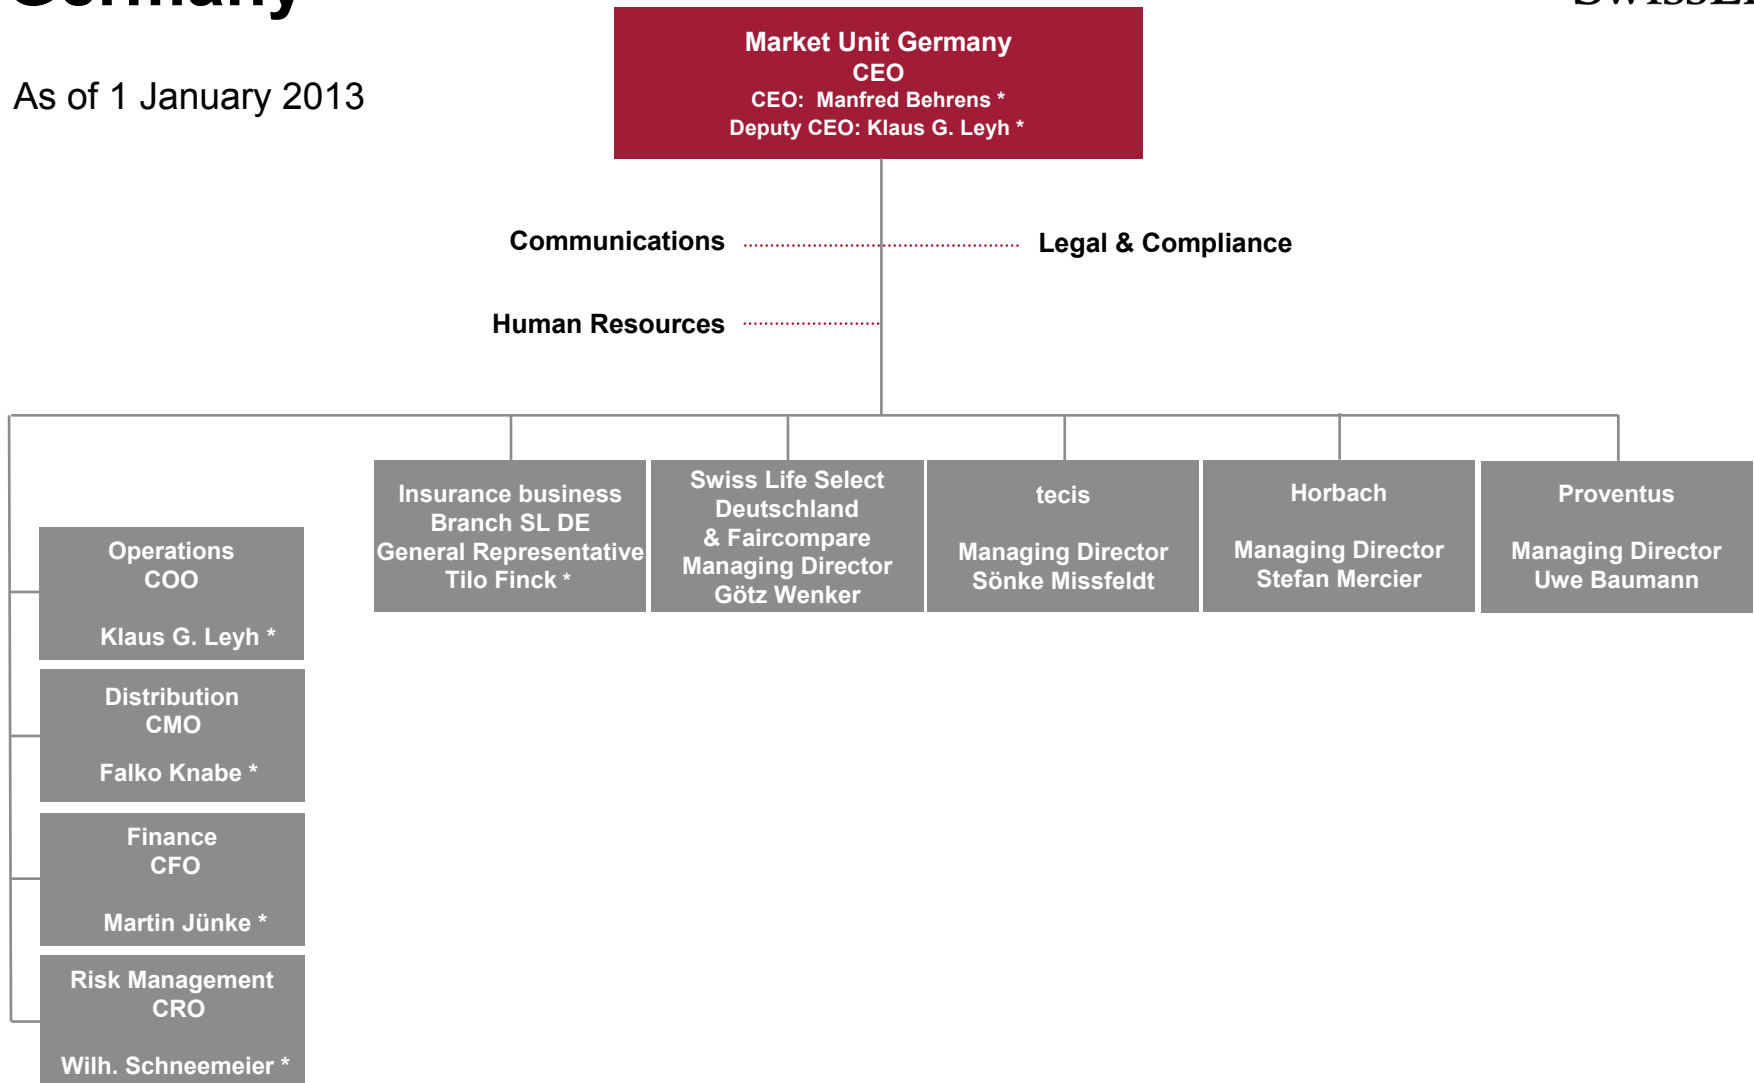 Germany
As of 1 January 2013
Market Unit Germany
CEO
CEO: Manfred Behrens *
Deputy CEO: Klaus G. Leyh *
Communications
Legal & Compliance
Human Resources
Operations
COO
Klaus G. Leyh *
Distribution
CMO
Falko Knabe *
Finance
CFO
Martin Jünke *
Risk Management
CRO
Wilh. Schneemeier *
Insurance business
Branch SL DE
General Representative
Tilo Finck *
Swiss Life Select
Deutschland
& Faircompare
Managing Director
Götz Wenker
tecis
Managing Director
Sönke Missfeldt
Horbach
Managing Director
Stefan Mercier
Proventus
Managing Director
Uwe Baumann